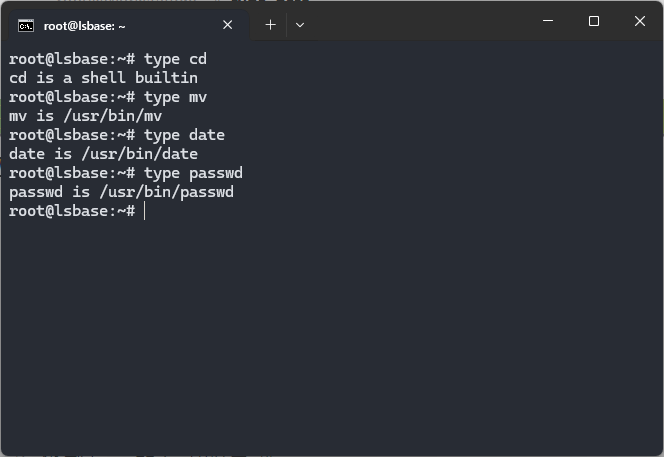 root@lsbase: ~
root@lsbase:~# type cd
cd is a shell builtin
root@lsbase:~# type mv
mv is /usr/bin/mv
root@lsbase:~# type date
date is /usr/bin/date
root@lsbase:~# type passwd
passwd is /usr/bin/passwd
root@lsbase:~#